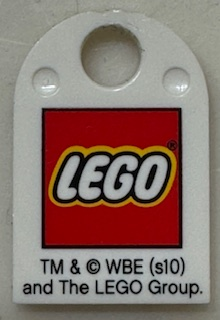 LEGO®
TM & © WBE (s10)
and The LEGO Group.